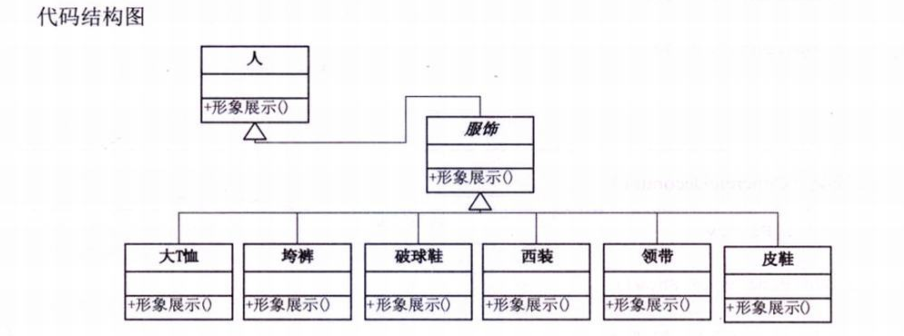 代码结构图
人
+形象展示()
服饰
+形象展示()
大T恤 垮裤 破球鞋 西装 领带 皮鞋
+形象展示() +形象展示() +形象展示() +形象展示() +形象展示() +形象展示()